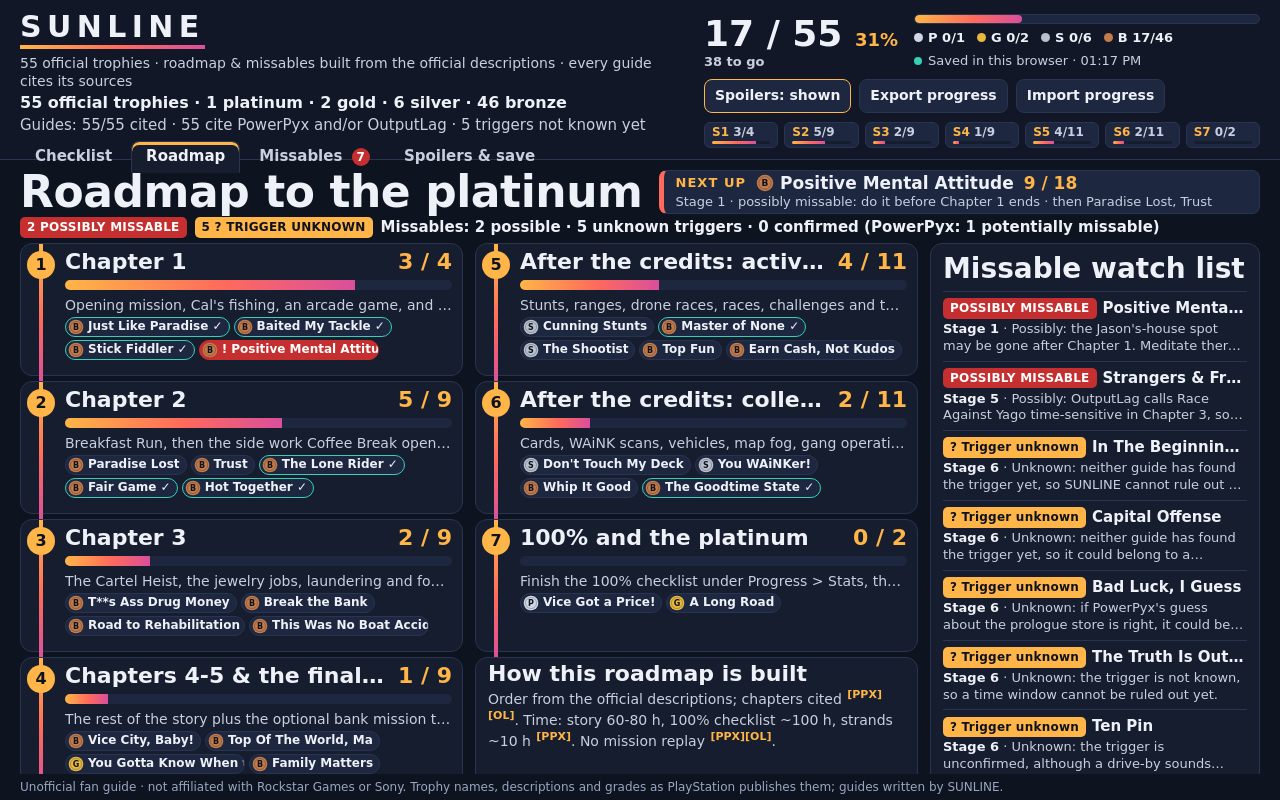 SUNLINE
55 official trophies · roadmap & missables built from the official descriptions · every guide
cites its sources
55 official trophies · 1 platinum · 2 gold · 6 silver · 46 bronze
Guides: 55/55 cited · 55 cite PowerPyx and/or OutputLag · 5 triggers not known yet
17 / 55 31%
38 to go
P 0/1 G 0/2 S 0/6 B 17/46
Saved in this browser · 01:17 PM
Spoilers: shown Export progress Import progress
S1 3/4 S2 5/9 S3 2/9 S4 1/9 S5 4/11 S6 2/11 S7 0/2
Checklist Roadmap Missables 7 Spoilers & save
Roadmap to the platinum
NEXT UP B Positive Mental Attitude 9 / 18
Stage 1 · possibly missable: do it before Chapter 1 ends · then Paradise Lost, Trust
2 POSSIBLY MISSABLE 5 ? TRIGGER UNKNOWN Missables: 2 possible · 5 unknown triggers · 0 confirmed (PowerPyx: 1 potentially missable)
1 Chapter 1 3 / 4
Opening mission, Cal's fishing, an arcade game, and ...
B Just Like Paradise ✓ B Baited My Tackle ✓
B Stick Fiddler ✓ B ! Positive Mental Attitu
2 Chapter 2 5 / 9
Breakfast Run, then the side work Coffee Break open...
B Paradise Lost B Trust B The Lone Rider ✓
B Fair Game ✓ B Hot Together ✓
3 Chapter 3 2 / 9
The Cartel Heist, the jewelry jobs, laundering and fo...
B T**s Ass Drug Money B Break the Bank
B Road to Rehabilitation B This Was No Boat Accid
4 Chapters 4-5 & the final... 1 / 9
The rest of the story plus the optional bank mission t...
B Vice City, Baby! B Top Of The World, Ma
G You Gotta Know When B Family Matters
5 After the credits: activ... 4 / 11
Stunts, ranges, drone races, races, challenges and t...
S Cunning Stunts B Master of None ✓
S The Shootist B Top Fun B Earn Cash, Not Kudos
6 After the credits: colle... 2 / 11
Cards, WAiNK scans, vehicles, map fog, gang operati...
S Don't Touch My Deck S You WAiNKer!
B Whip It Good B The Goodtime State ✓
7 100% and the platinum 0 / 2
Finish the 100% checklist under Progress > Stats, th...
P Vice Got a Price! G A Long Road
How this roadmap is built
Order from the official descriptions; chapters cited [PPX]
[OL]. Time: story 60-80 h, 100% checklist ~100 h, strands
~10 h [PPX]. No mission replay [PPX][OL].
Missable watch list
POSSIBLY MISSABLE Positive Menta...
Stage 1 · Possibly: the Jason's-house spot
may be gone after Chapter 1. Meditate ther...
POSSIBLY MISSABLE Strangers & Fr...
Stage 5 · Possibly: OutputLag calls Race
Against Yago time-sensitive in Chapter 3, so...
? Trigger unknown In The Beginnin...
Stage 6 · Unknown: neither guide has found
the trigger yet, so SUNLINE cannot rule out ...
? Trigger unknown Capital Offense
Stage 6 · Unknown: neither guide has found
the trigger yet, so it could belong to a...
? Trigger unknown Bad Luck, I Guess
Stage 6 · Unknown: if PowerPyx's guess
about the prologue store is right, it could be...
? Trigger unknown The Truth Is Out...
Stage 6 · Unknown: the trigger is not known,
so a time window cannot be ruled out yet.
? Trigger unknown Ten Pin
Stage 6 · Unknown: the trigger is
unconfirmed, although a drive-by sounds...
Unofficial fan guide · not affiliated with Rockstar Games or Sony. Trophy names, descriptions and grades as PlayStation publishes them; guides written by SUNLINE.